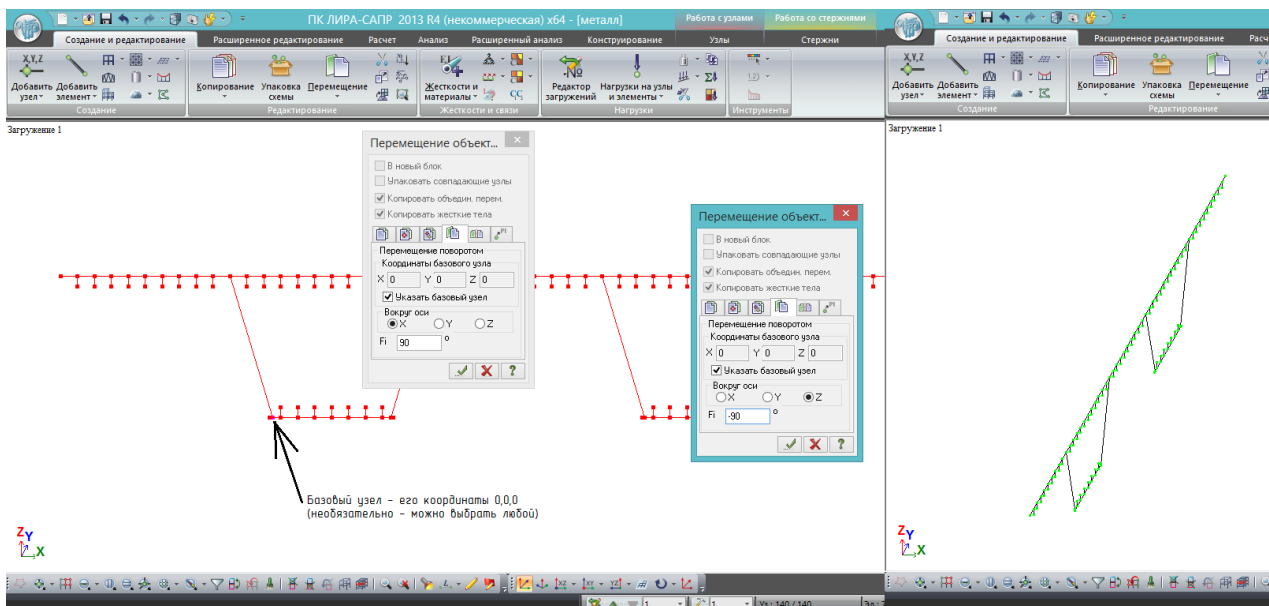 ПК ЛИРА-САПР 2013 R4 (некоммерческая) x64 - [металл]
Работа с узлами
Работа со стержнями
Создание и редактирование
Расширенное редактирование
Расчет
Анализ
Расширенный анализ
Конструирование
Узлы
Стержни
Создание и редактирование
Расширенное редактирование
X,Y,Z
Добавить узел
Добавить элемент
Копирование
Упаковка схемы
Перемещение
Жесткости и материалы
Редактор загружений
Нагрузки на узлы и элементы
X,Y,Z
Добавить узел
Добавить элемент
Копирование
Упаковка схемы
Перемещение
Создание
Редактирование
Жесткости и связи
Нагрузки
Инструменты
Создание
Редактирование
Загружение 1
Загружение 1
Перемещение объект...
В новый блок
Упаковать совпадающие узлы
Копировать объедин. перем.
Копировать жесткие тела
Перемещение поворотом
Координаты базового узла
X 0 Y 0 Z 0
Указать базовый узел
Вокруг оси
X Y Z
Fi 90 °
Перемещение объект...
В новый блок
Упаковать совпадающие узлы
Копировать объедин. перем.
Копировать жесткие тела
Перемещение поворотом
Координаты базового узла
X 0 Y 0 Z 0
Указать базовый узел
Вокруг оси
X Y Z
Fi -90 °
Базовый узел - его координаты 0,0,0
(необязательно - можно выбрать любой)
Z Y
X
Z Y
X
1
1
Уз: 140 / 140